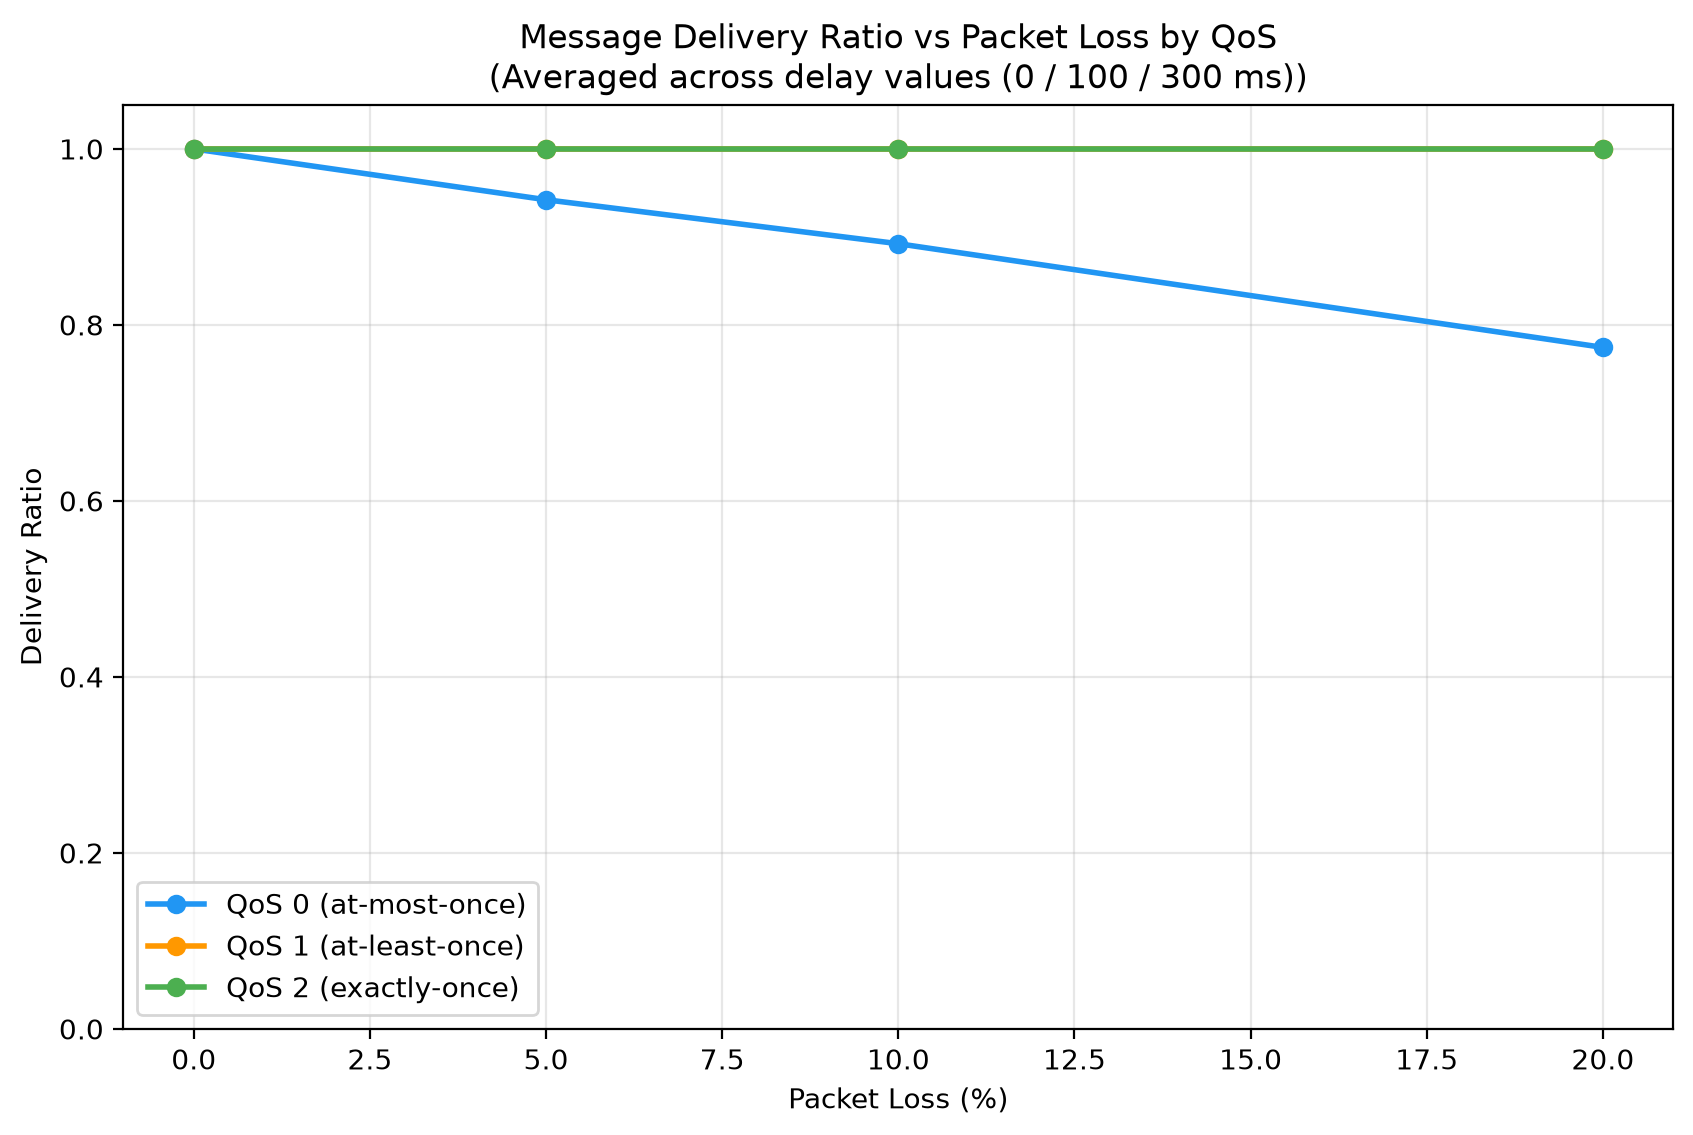 Message Delivery Ratio vs Packet Loss by QoS
(Averaged across delay values (0 / 100 / 300 ms))
Delivery Ratio
1.0
0.8
0.6
0.4
0.2
0.0
QoS 0 (at-most-once)
QoS 1 (at-least-once)
QoS 2 (exactly-once)
0.0 2.5 5.0 7.5 10.0 12.5 15.0 17.5 20.0
Packet Loss (%)